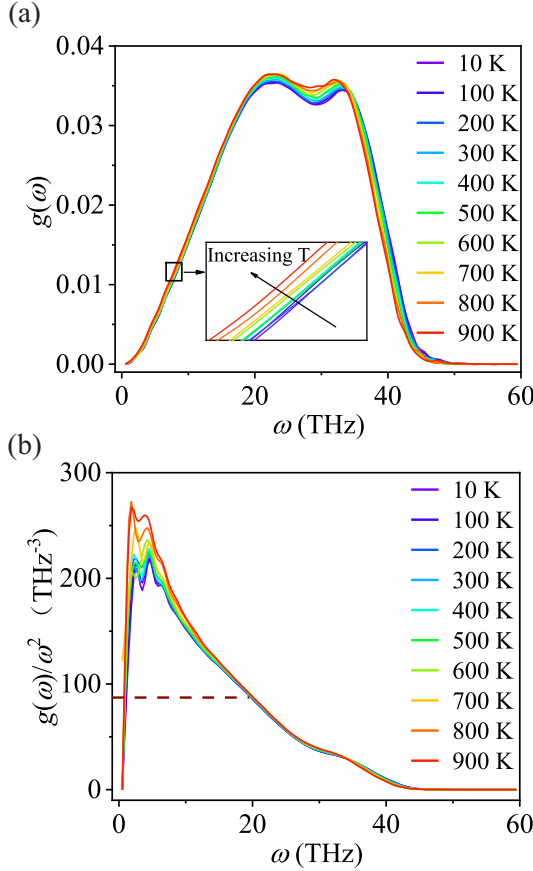 (a)
0.04
0.03
0.02
0.01
0.00
g(ω)
10 K
100 K
200 K
300 K
400 K
500 K
600 K
700 K
800 K
900 K
Increasing T
0 20 40 60
ω (THz)
(b)
300
200
100
0
g(ω)/ω² (THz⁻³)
10 K
100 K
200 K
300 K
400 K
500 K
600 K
700 K
800 K
900 K
0 20 40 60
ω (THz)